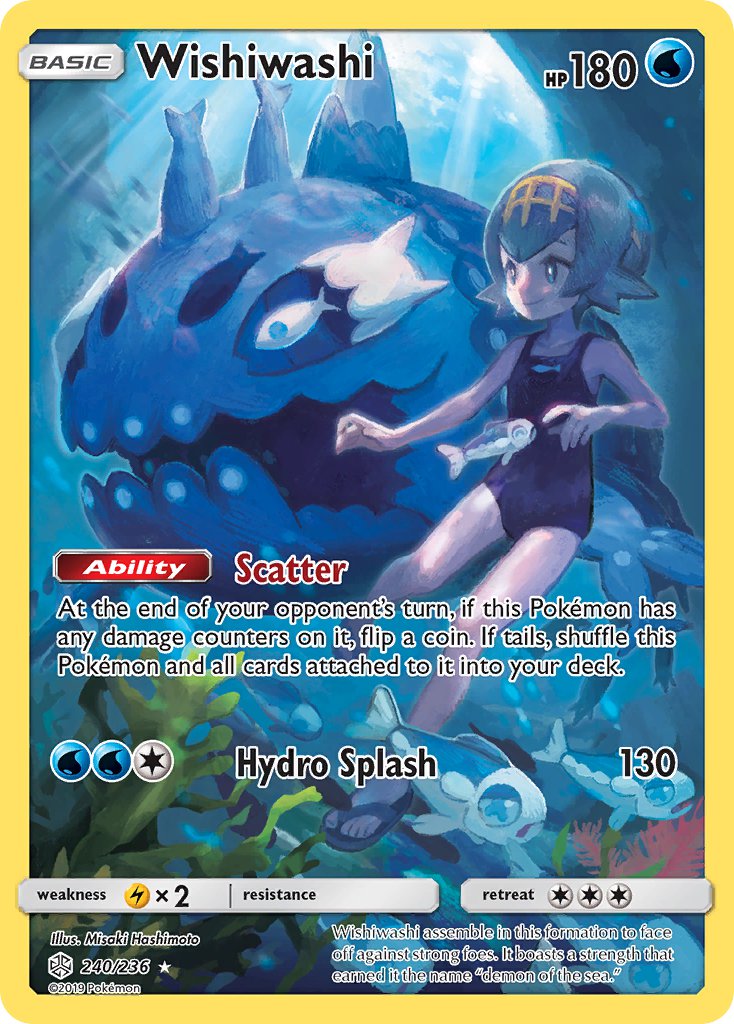 BASIC Wishiwashi HP180
Ability Scatter
At the end of your opponent's turn, if this Pokémon has
any damage counters on it, flip a coin. If tails, shuffle this
Pokémon and all cards attached to it into your deck.
Hydro Splash 130
weakness ×2 resistance retreat
Illus. Misaki Hashimoto
240/236
©2019 Pokémon
Wishiwashi assemble in this formation to face
off against strong foes. It boasts a strength that
earned it the name “demon of the sea.”